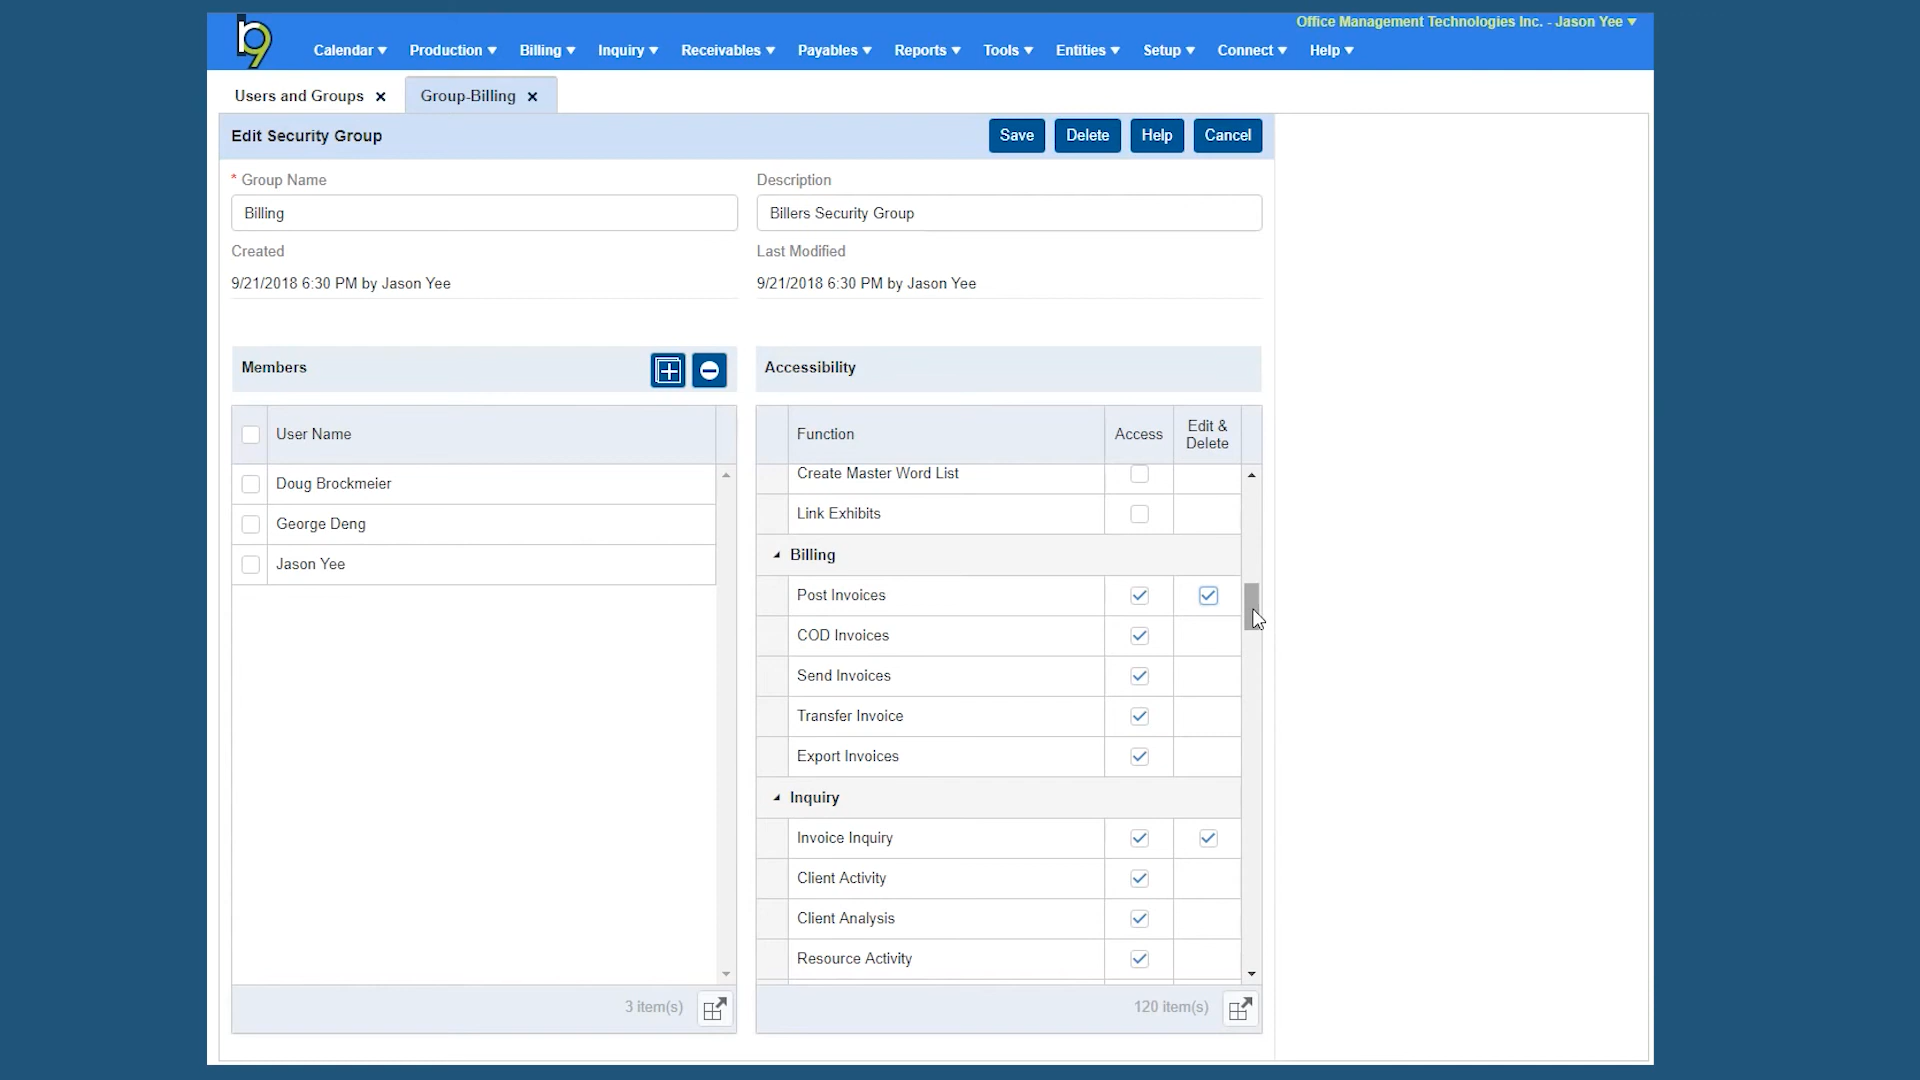 b9
Office Management Technologies Inc. - Jason Yee
Calendar Production Billing Inquiry Receivables Payables Reports Tools Entities Setup Connect Help
Users and Groups Group-Billing
Edit Security Group Save Delete Help Cancel
* Group Name Description
Billing Billers Security Group
Created Last Modified
9/21/2018 6:30 PM by Jason Yee 9/21/2018 6:30 PM by Jason Yee
Members Accessibility
User Name
Doug Brockmeier
George Deng
Jason Yee
3 item(s)
Function Access Edit &
Delete
Create Master Word List
Link Exhibits
Billing
Post Invoices
COD Invoices
Send Invoices
Transfer Invoice
Export Invoices
Inquiry
Invoice Inquiry
Client Activity
Client Analysis
Resource Activity
120 item(s)